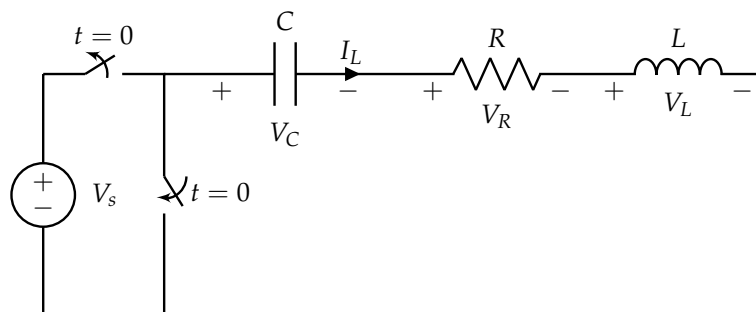 C
R
L
t = 0
I_L
+ − + − + −
V_C
V_R
V_L
+
−
V_s
t = 0